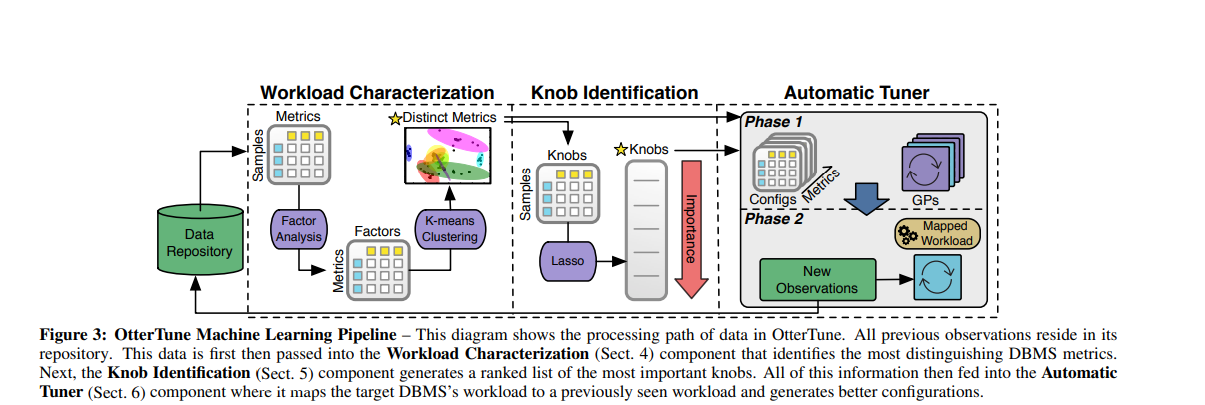 Workload Characterization
Knob Identification
Automatic Tuner
Metrics
Samples
Distinct Metrics
Factor
Analysis
Factors
Metrics
K-means
Clustering
Data
Repository
Knobs
Samples
Lasso
Knobs
Importance
Phase 1
Configs
Metrics
GPs
Phase 2
Mapped
Workload
New
Observations
Figure 3: OtterTune Machine Learning Pipeline – This diagram shows the processing path of data in OtterTune. All previous observations reside in its
repository. This data is first then passed into the Workload Characterization (Sect. 4) component that identifies the most distinguishing DBMS metrics.
Next, the Knob Identification (Sect. 5) component generates a ranked list of the most important knobs. All of this information then fed into the Automatic
Tuner (Sect. 6) component where it maps the target DBMS's workload to a previously seen workload and generates better configurations.